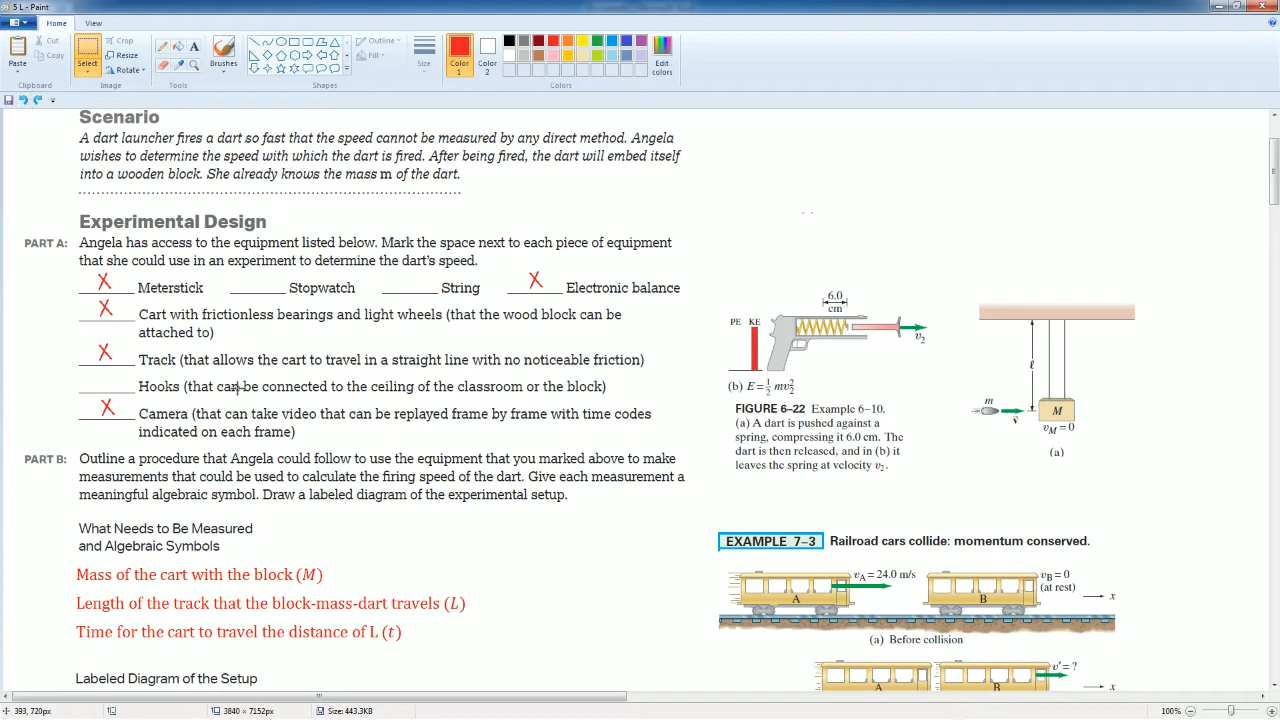 5 L - Paint
Home
View
Cut
Copy
Paste
Clipboard
Select
Crop
Resize
Rotate
Image
A
Tools
Brushes
Outline
Fill
Shapes
Size
Color 1
Color 2
Edit colors
Colors
Scenario
A dart launcher fires a dart so fast that the speed cannot be measured by any direct method. Angela
wishes to determine the speed with which the dart is fired. After being fired, the dart will embed itself
into a wooden block. She already knows the mass m of the dart.
Experimental Design
PART A: Angela has access to the equipment listed below. Mark the space next to each piece of equipment
that she could use in an experiment to determine the dart's speed.
X Meterstick Stopwatch String X Electronic balance
X Cart with frictionless bearings and light wheels (that the wood block can be
attached to)
X Track (that allows the cart to travel in a straight line with no noticeable friction)
Hooks (that can be connected to the ceiling of the classroom or the block)
X Camera (that can take video that can be replayed frame by frame with time codes
indicated on each frame)
PART B: Outline a procedure that Angela could follow to use the equipment that you marked above to make
measurements that could be used to calculate the firing speed of the dart. Give each measurement a
meaningful algebraic symbol. Draw a labeled diagram of the experimental setup.
What Needs to Be Measured
and Algebraic Symbols
Mass of the cart with the block (M)
Length of the track that the block-mass-dart travels (L)
Time for the cart to travel the distance of L (t)
Labeled Diagram of the Setup
6.0
cm
PE KE
v₂
(b) E = ½ mv₂²
FIGURE 6–22 Example 6–10.
(a) A dart is pushed against a
spring, compressing it 6.0 cm. The
dart is then released, and in (b) it
leaves the spring at velocity v₂.
ℓ
m
v⃗
M
v_M = 0
(a)
EXAMPLE 7–3 Railroad cars collide: momentum conserved.
v_A = 24.0 m/s
v_B = 0
(at rest)
x
A
B
(a) Before collision
v′ = ?
A
B
x
393, 720px
3840 × 7152px
Size: 443.3KB
100%